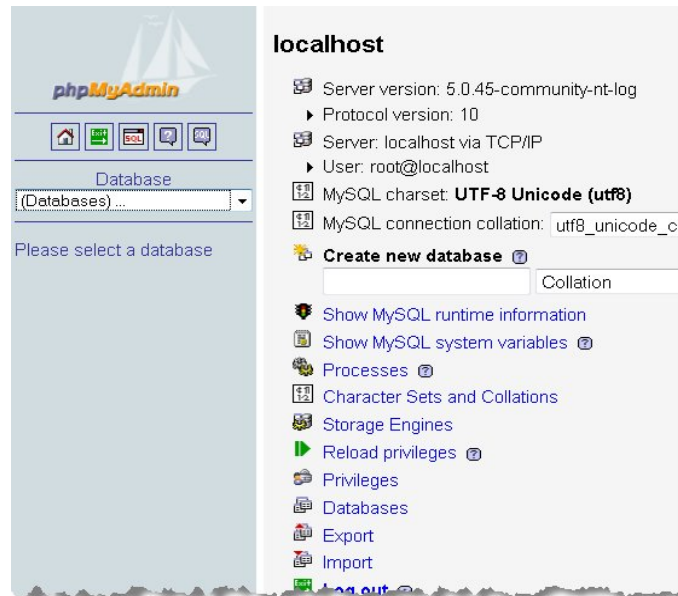 phpMyAdmin
Database
(Databases) ...
Please select a database
localhost
Server version: 5.0.45-community-nt-log
Protocol version: 10
Server: localhost via TCP/IP
User: root@localhost
MySQL charset: UTF-8 Unicode (utf8)
MySQL connection collation: utf8_unicode_c
Create new database
Collation
Show MySQL runtime information
Show MySQL system variables
Processes
Character Sets and Collations
Storage Engines
Reload privileges
Privileges
Databases
Export
Import
Log out